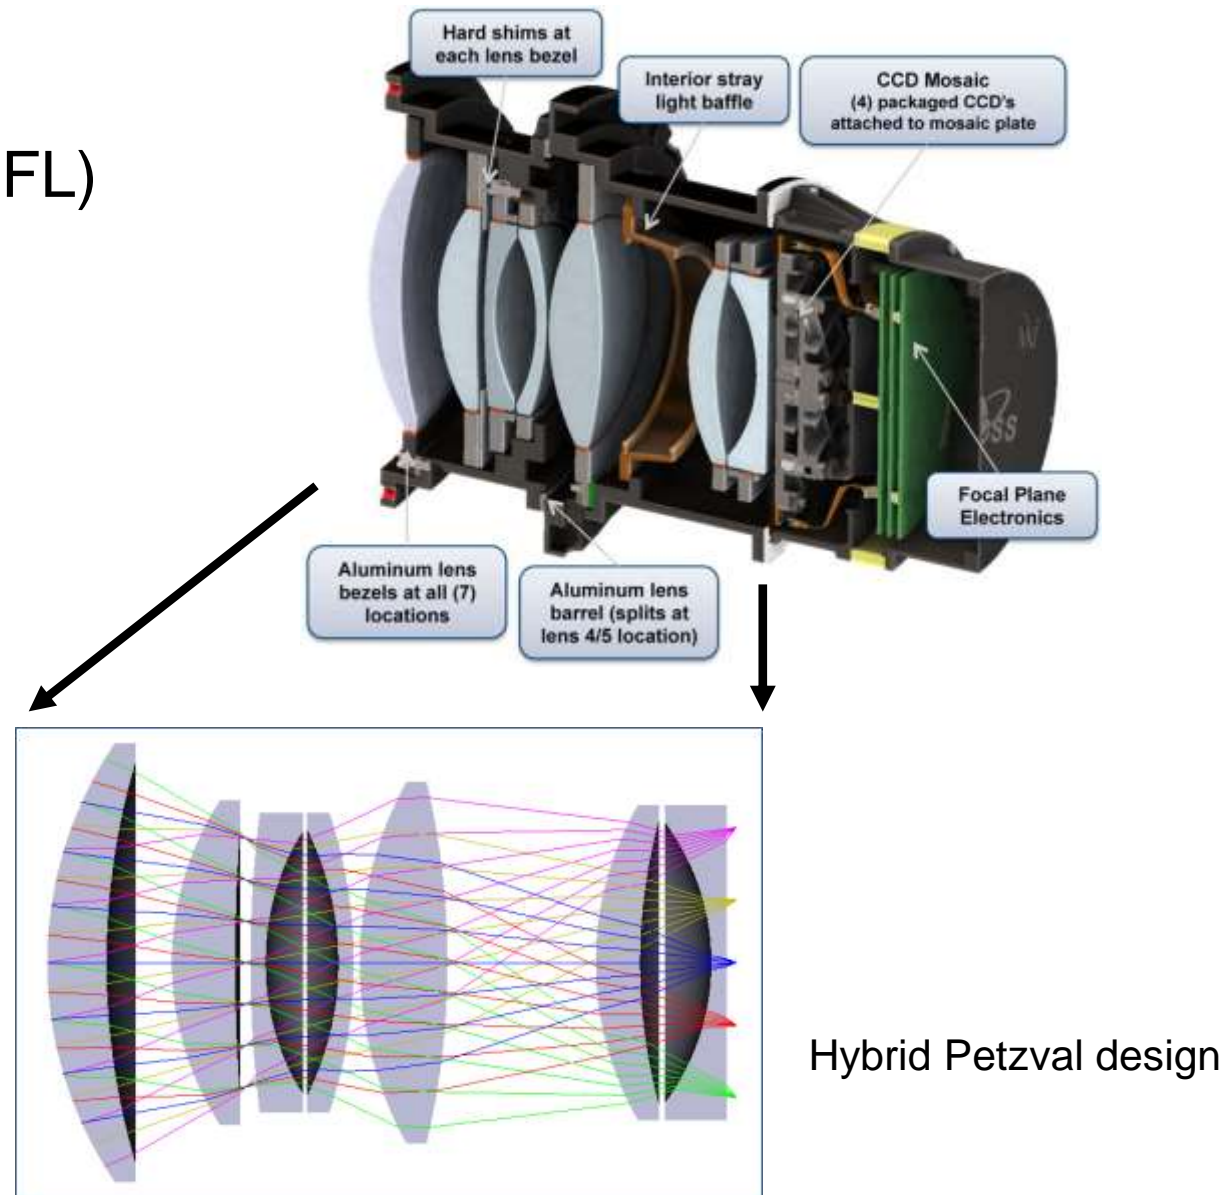 Hard shims at
each lens bezel
Interior stray
light baffle
CCD Mosaic
(4) packaged CCD's
attached to mosaic plate
FL)
Focal Plane
Electronics
Aluminum lens
bezels at all (7)
locations
Aluminum lens
barrel (splits at
lens 4/5 location)
Hybrid Petzval design